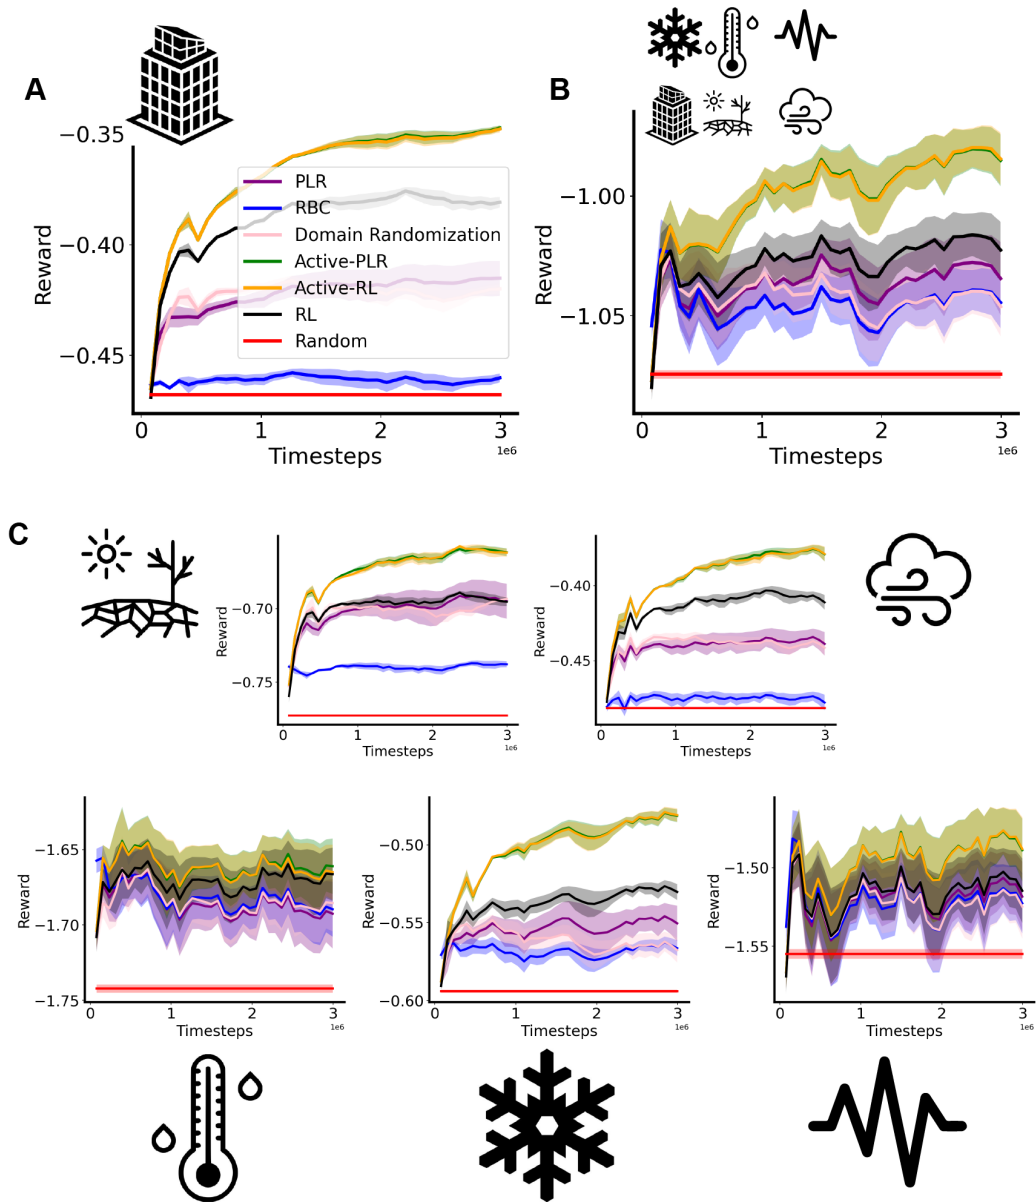 A
−0.35
−0.40
−0.45
Reward
PLR
RBC
Domain Randomization
Active-PLR
Active-RL
RL
Random
0
1
2
3
1e6
Timesteps
B
−1.00
−1.05
Reward
0
1
2
3
1e6
Timesteps
C
−0.70
−0.75
Reward
0
1
2
3
1e6
Timesteps
−0.40
−0.45
Reward
0
1
2
3
1e6
Timesteps
−1.65
−1.70
−1.75
Reward
0
1
2
3
1e6
Timesteps
−0.50
−0.55
−0.60
Reward
0
1
2
3
1e6
Timesteps
−1.50
−1.55
Reward
0
1
2
3
1e6
Timesteps